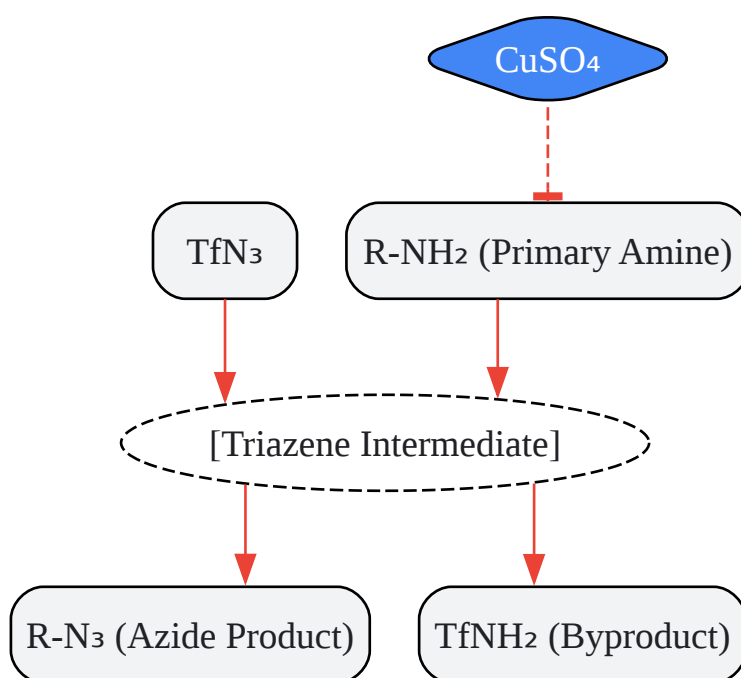 CuSO₄
TfN₃
R-NH₂ (Primary Amine)
[Triazene Intermediate]
R-N₃ (Azide Product)
TfNH₂ (Byproduct)